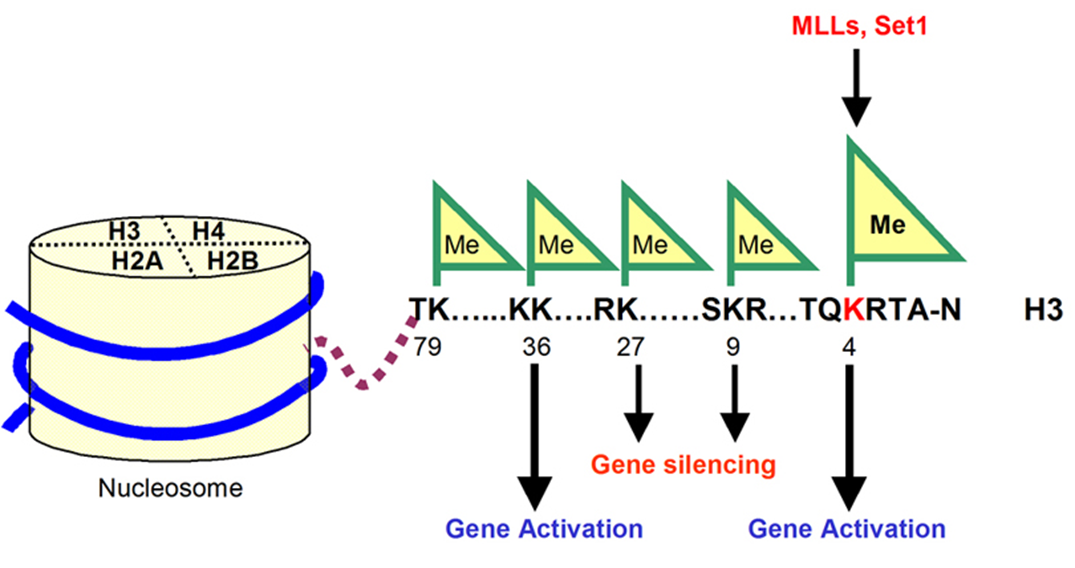 MLLs, Set1
Me Me Me Me Me
H3 H4
H2A H2B
TK......KK....RK......SKR...TQKRTA-N H3
79 36 27 9 4
Gene silencing
Nucleosome
Gene Activation Gene Activation